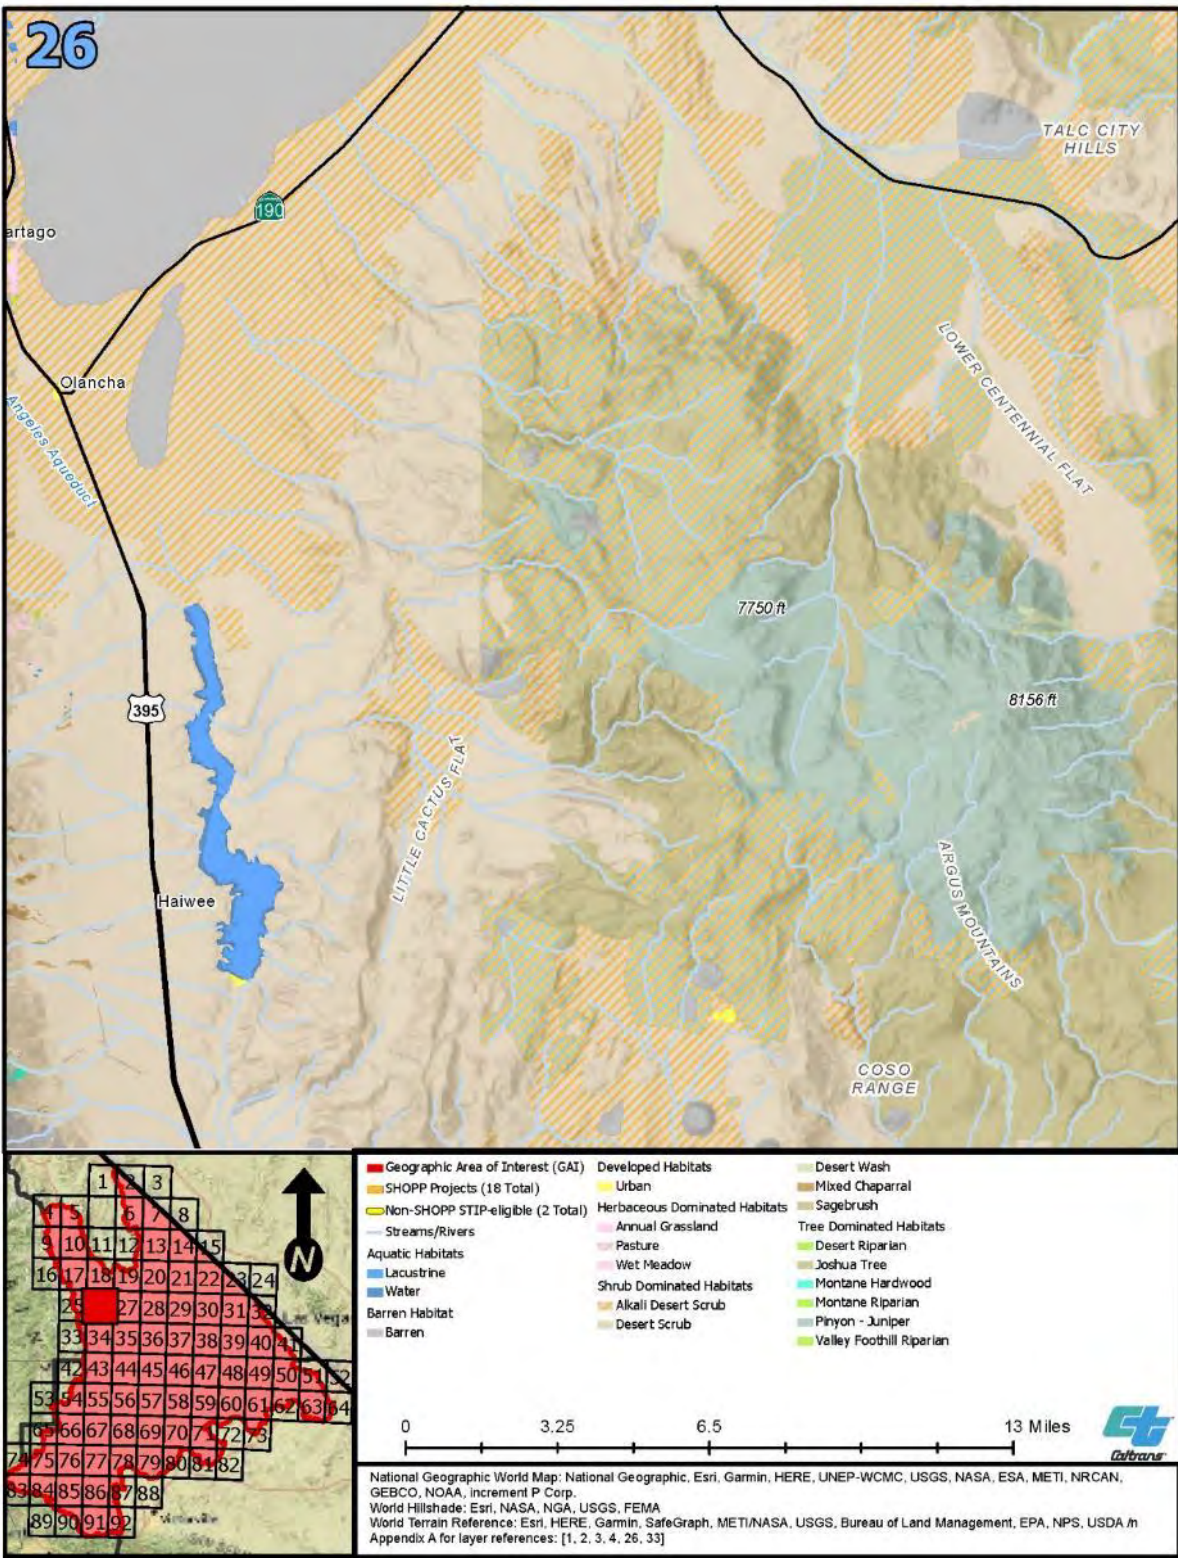 26
TALC CITY
HILLS
190
artago
LOWER CENTENNIAL FLAT
Olancha
Angeles Aqueduct
7750 ft
8156 ft
395
LITTLE CACTUS FLAT
Haiwee
ARGUS MOUNTAINS
COSO
RANGE
1 2 3
4 5 6 7 8
9 10 11 12 13 14 15
16 17 18 19 20 21 22 23 24
25 27 28 29 30 31 32
Las Vega
33 34 35 36 37 38 39 40 41
42 43 44 45 46 47 48 49 50 51 52
53 54 55 56 57 58 59 60 61 62 63 64
65 66 67 68 69 70 71 72 73
74 75 76 77 78 79 80 81 82
83 84 85 86 87 88
89 90 91 92
N
Geographic Area of Interest (GAI)
SHOPP Projects (18 Total)
Non-SHOPP STIP-eligible (2 Total)
Streams/Rivers
Aquatic Habitats
Lacustrine
Water
Barren Habitat
Barren
Developed Habitats
Urban
Herbaceous Dominated Habitats
Annual Grassland
Pasture
Wet Meadow
Shrub Dominated Habitats
Alkali Desert Scrub
Desert Scrub
Desert Wash
Mixed Chaparral
Sagebrush
Tree Dominated Habitats
Desert Riparian
Joshua Tree
Montane Hardwood
Montane Riparian
Pinyon - Juniper
Valley Foothill Riparian
0 3.25 6.5 13 Miles
Caltrans
National Geographic World Map: National Geographic, Esri, Garmin, HERE, UNEP-WCMC, USGS, NASA, ESA, METI, NRCAN,
GEBCO, NOAA, increment P Corp.
World Hillshade: Esri, NASA, NGA, USGS, FEMA
World Terrain Reference: Esri, HERE, Garmin, SafeGraph, METI/NASA, USGS, Bureau of Land Management, EPA, NPS, USDA /n
Appendix A for layer references: [1, 2, 3, 4, 26, 33]